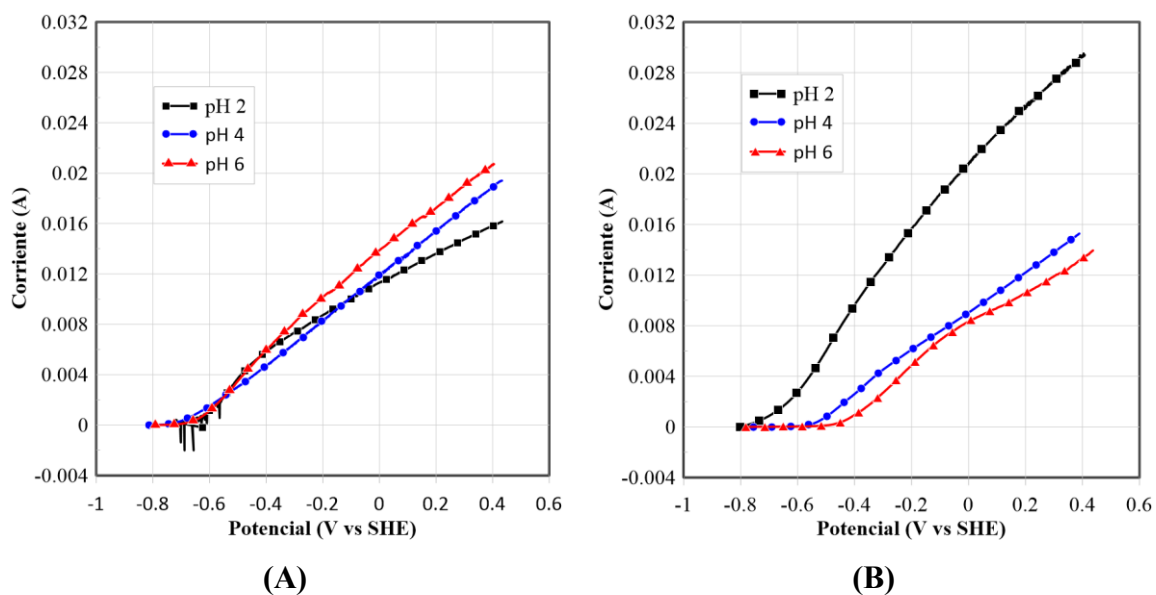 0.032
0.028
0.024
0.02
0.016
0.012
0.008
0.004
0
-0.004
Corriente (A)
pH 2
pH 4
pH 6
-1 -0.8 -0.6 -0.4 -0.2 0 0.2 0.4 0.6
Potencial (V vs SHE)
(A)
0.032
0.028
0.024
0.02
0.016
0.012
0.008
0.004
0
-0.004
Corriente (A)
pH 2
pH 4
pH 6
-1 -0.8 -0.6 -0.4 -0.2 0 0.2 0.4 0.6
Potencial (V vs SHE)
(B)